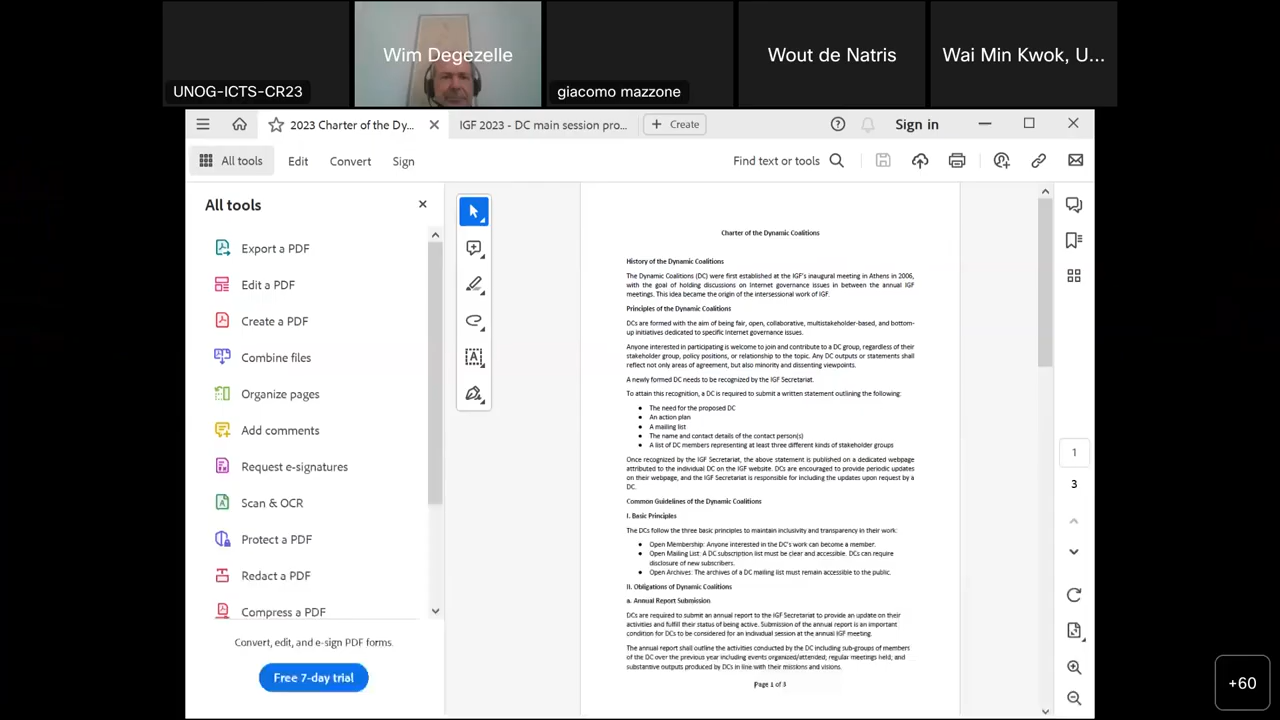 Wim Degezelle
Wout de Natris
Wai Min Kwok, U...
UNOG-ICTS-CR23
giacomo mazzone
2023 Charter of the Dy...
IGF 2023 - DC main session pro...
Create
Sign in
All tools
Edit
Convert
Sign
Find text or tools
All tools
Export a PDF
Edit a PDF
Create a PDF
Combine files
Organize pages
Add comments
Request e-signatures
Scan & OCR
Protect a PDF
Redact a PDF
Compress a PDF
Convert, edit, and e-sign PDF forms.
Free 7-day trial
Charter of the Dynamic Coalitions
History of the Dynamic Coalitions
The Dynamic Coalitions (DC) were first established at the IGF's inaugural meeting in Athens in 2006,
with the goal of holding discussions on Internet governance issues in between the annual IGF
meetings. This idea became the origin of the intersessional work of IGF.
Principles of the Dynamic Coalitions
DCs are formed with the aim of being fair, open, collaborative, multistakeholder-based, and bottom-
up initiatives dedicated to specific Internet governance issues.
Anyone interested in participating is welcome to join and contribute to a DC group, regardless of their
stakeholder group, policy positions, or relationship to the topic. Any DC outputs or statements shall
reflect not only areas of agreement, but also minority and dissenting viewpoints.
A newly formed DC needs to be recognized by the IGF Secretariat.
To attain this recognition, a DC is required to submit a written statement outlining the following:
● The need for the proposed DC
● An action plan
● A mailing list
● The name and contact details of the contact person(s)
● A list of DC members representing at least three different kinds of stakeholder groups
Once recognized by the IGF Secretariat, the above statement is published on a dedicated webpage
attributed to the individual DC on the IGF website. DCs are encouraged to provide periodic updates
on their webpage, and the IGF Secretariat is responsible for including the updates upon request by a
DC.
Common Guidelines of the Dynamic Coalitions
I. Basic Principles
The DCs follow the three basic principles to maintain inclusivity and transparency in their work:
● Open Membership: Anyone interested in the DC's work can become a member.
● Open Mailing List: A DC subscription list must be clear and accessible. DCs can require
disclosure of new subscribers.
● Open Archives: The archives of a DC mailing list must remain accessible to the public.
II. Obligations of Dynamic Coalitions
a. Annual Report Submission
DCs are required to submit an annual report to the IGF Secretariat to provide an update on their
activities and fulfill their status of being active. Submission of the annual report is an important
condition for DCs to be considered for an individual session at the annual IGF meeting.
The annual report shall outline the activities conducted by the DC including sub-groups of members
of the DC over the previous year including events organized/attended, regular meetings held, and
substantive outputs produced by DCs in line with their missions and visions.
Page 1 of 3
1
3
+60